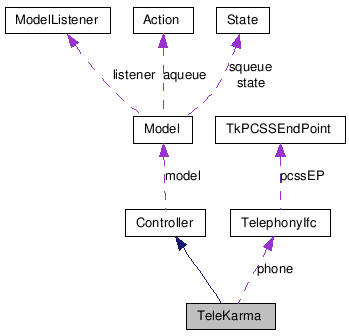 ModelListener
Action
State
listener
aqueue
squeue
state
Model
TkPCSSEndPoint
model
pcssEP
Controller
TelephonyIfc
phone
TeleKarma